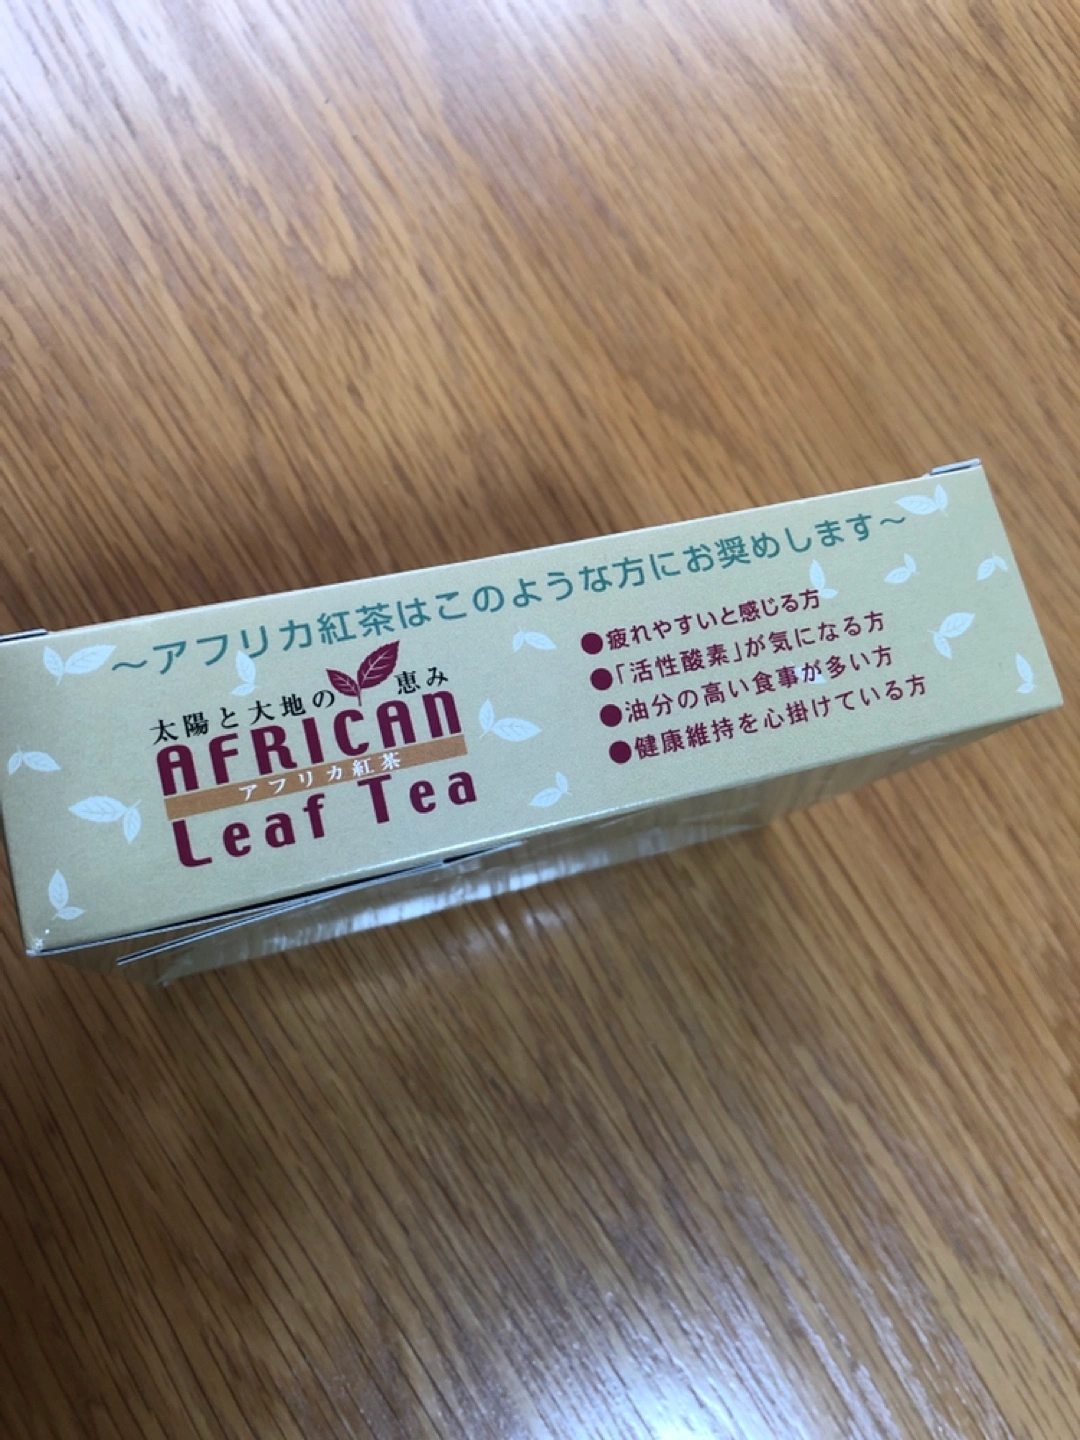 ～アフリカ紅茶はこのような方にお奨めします～
太陽と大地の恵み
AFRICAN
アフリカ紅茶
Leaf Tea
●疲れやすいと感じる方
●「活性酸素」が気になる方
●油分の高い食事が多い方
●健康維持を心掛けている方